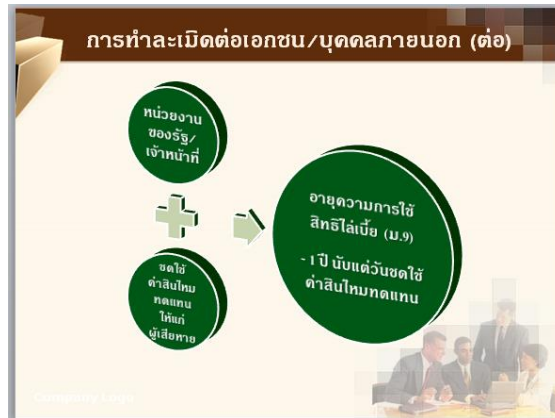 การทำละเมิดต่อเอกชน/บุคคลภายนอก (ต่อ)
หน่วยงาน
ของรัฐ/
เจ้าหน้าที่
ชดใช้
ค่าสินไหม
ทดแทน
ให้แก่
ผู้เสียหาย
อายุความการใช้
สิทธิไล่เบี้ย (ม.9)
- 1 ปี นับแต่วันชดใช้
ค่าสินไหมทดแทน
Company Logo